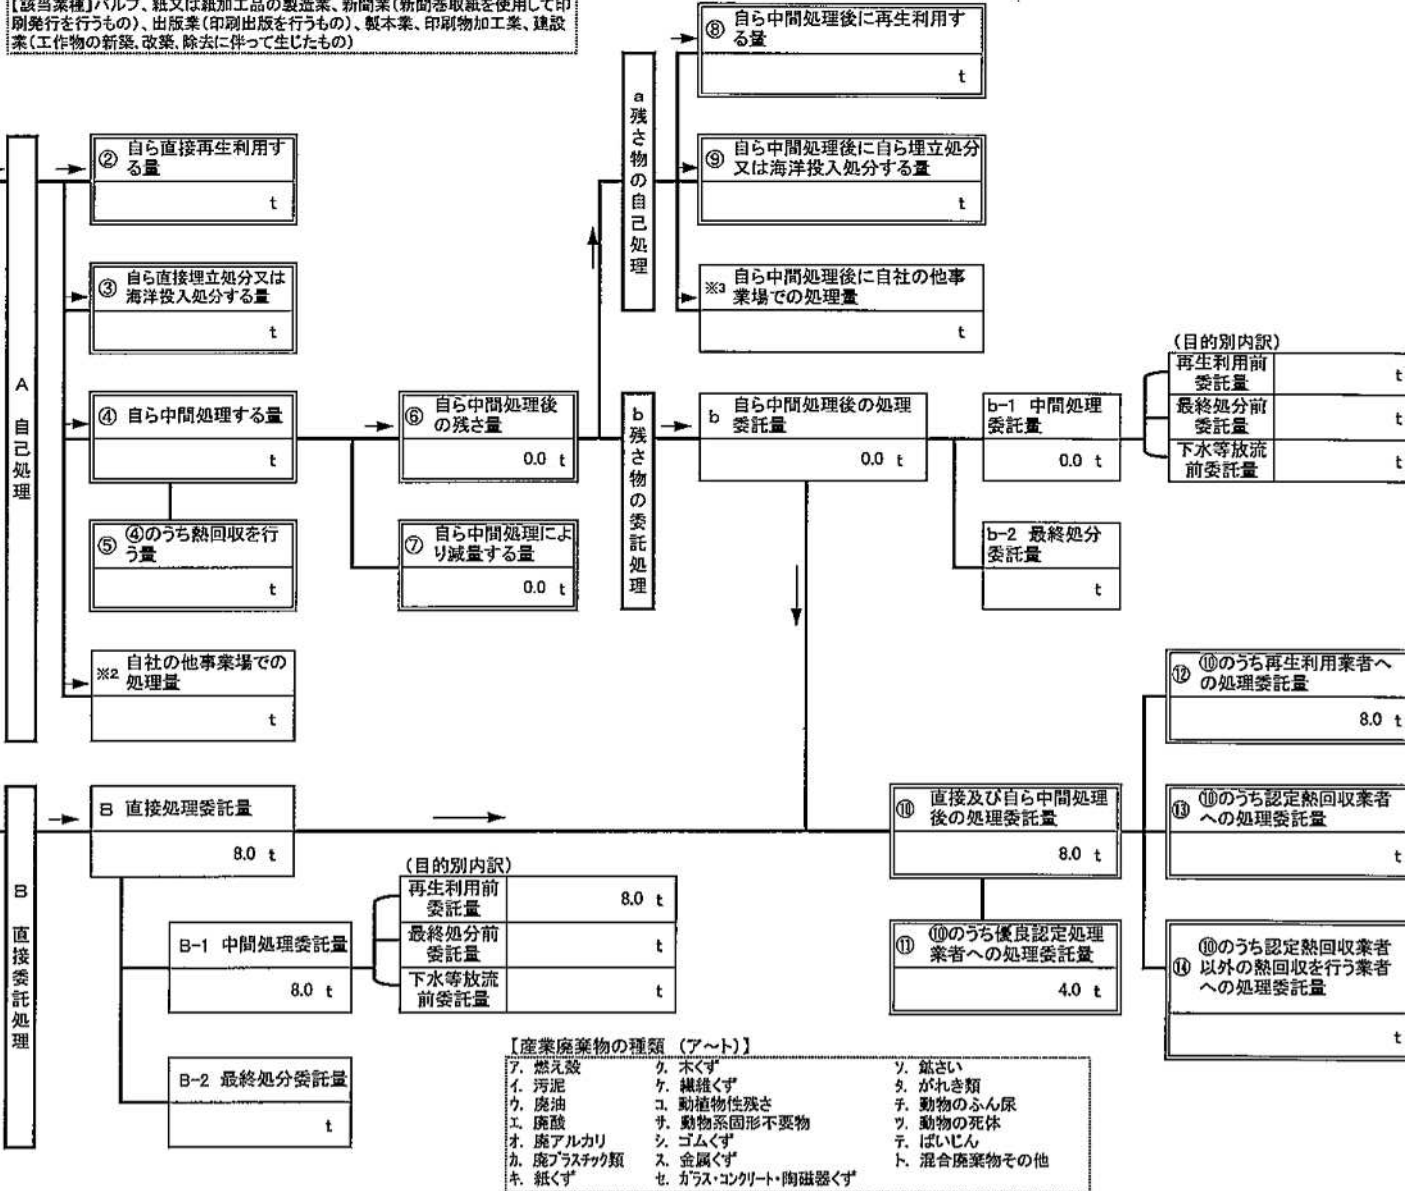 【該当業種】パルプ、紙又は紙加工品の製造業、新聞業(新聞巻取紙を使用して印
刷発行を行うもの)、出版業(印刷出版を行うもの)、製本業、印刷物加工業、建設
業(工作物の新築、改築、除去に伴って生じたもの)
⑧ 自ら中間処理後に再生利用す
る量
t
a 残さ物の自己処理
② 自ら直接再生利用す
る量
t
⑨ 自ら中間処理後に自ら埋立処分
又は海洋投入処分する量
t
③ 自ら直接埋立処分又は
海洋投入処分する量
t
※3 自ら中間処理後に自社の他事
業場での処理量
t
A 自己処理
④ 自ら中間処理する量
t
⑥ 自ら中間処理後
の残さ量
0.0 t
b 残さ物の委託処理
b 自ら中間処理後の処理
委託量
0.0 t
b-1 中間処理
委託量
0.0 t
(目的別内訳)
再生利用前
委託量 t
最終処分前
委託量 t
下水等放流
前委託量 t
⑤ ④のうち熱回収を行
う量
t
⑦ 自ら中間処理によ
り減量する量
0.0 t
b-2 最終処分
委託量
t
※2 自社の他事業場での
処理量
t
⑫ ⑩のうち再生利用業者へ
の処理委託量
8.0 t
B 直接委託処理
B 直接処理委託量
8.0 t
⑩ 直接及び自ら中間処理
後の処理委託量
8.0 t
⑬ ⑩のうち認定熱回収業者
への処理委託量
t
B-1 中間処理委託量
8.0 t
(目的別内訳)
再生利用前
委託量 8.0 t
最終処分前
委託量 t
下水等放流
前委託量 t
⑪ ⑩のうち優良認定処理
業者への処理委託量
4.0 t
⑭ ⑩のうち認定熱回収業者
以外の熱回収を行う業者
への処理委託量
t
B-2 最終処分委託量
t
【産業廃棄物の種類 (ア~ト)】
ア. 燃え殻 ク. 木くず ソ. 鉱さい
イ. 汚泥 ケ. 繊維くず タ. がれき類
ウ. 廃油 コ. 動植物性残さ チ. 動物のふん尿
エ. 廃酸 サ. 動物系固形不要物 ツ. 動物の死体
オ. 廃アルカリ シ. ゴムくず テ. ばいじん
カ. 廃プラスチック類 ス. 金属くず ト. 混合廃棄物その他
キ. 紙くず セ. ガラス・コンクリート・陶磁器くず